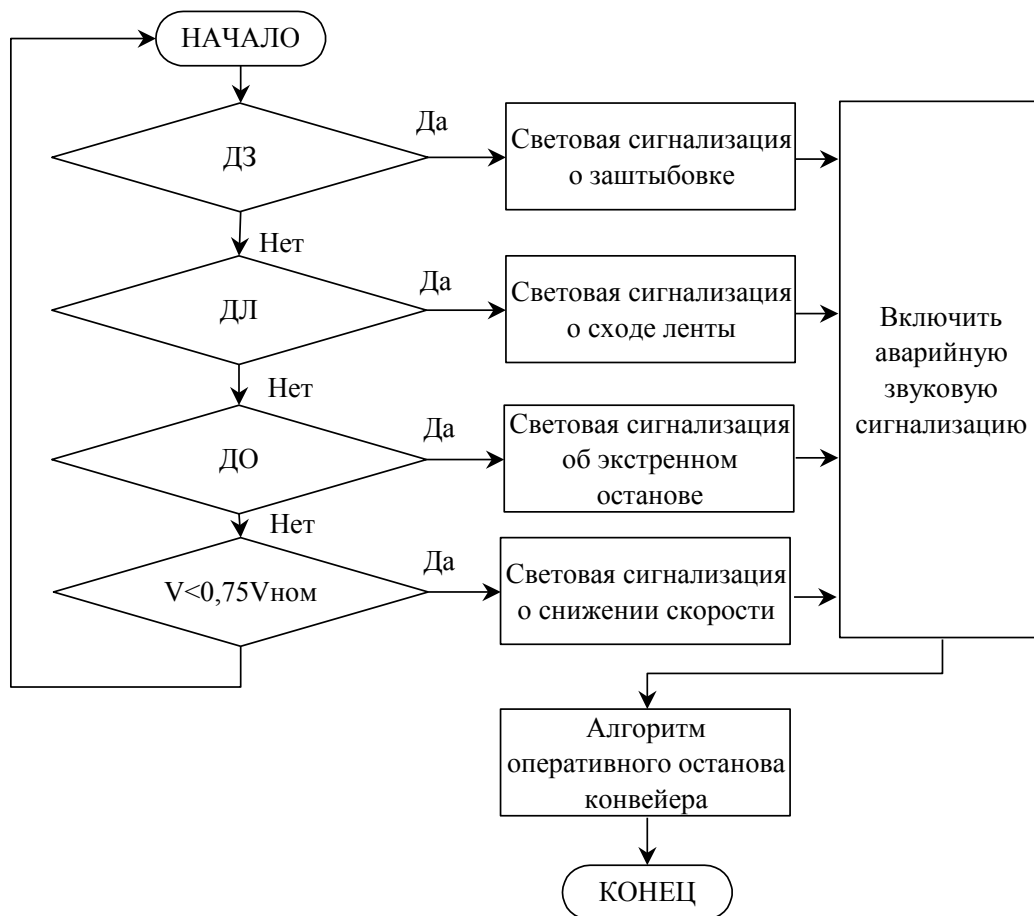 НАЧАЛО
ДЗ
Да
Световая сигнализация
о заштыбовке
Нет
ДЛ
Да
Световая сигнализация
о сходе ленты
Нет
ДО
Да
Световая сигнализация
об экстренном
останове
Нет
V<0,75Vном
Да
Световая сигнализация
о снижении скорости
Включить
аварийную
звуковую
сигнализацию
Алгоритм
оперативного останова
конвейера
КОНЕЦ